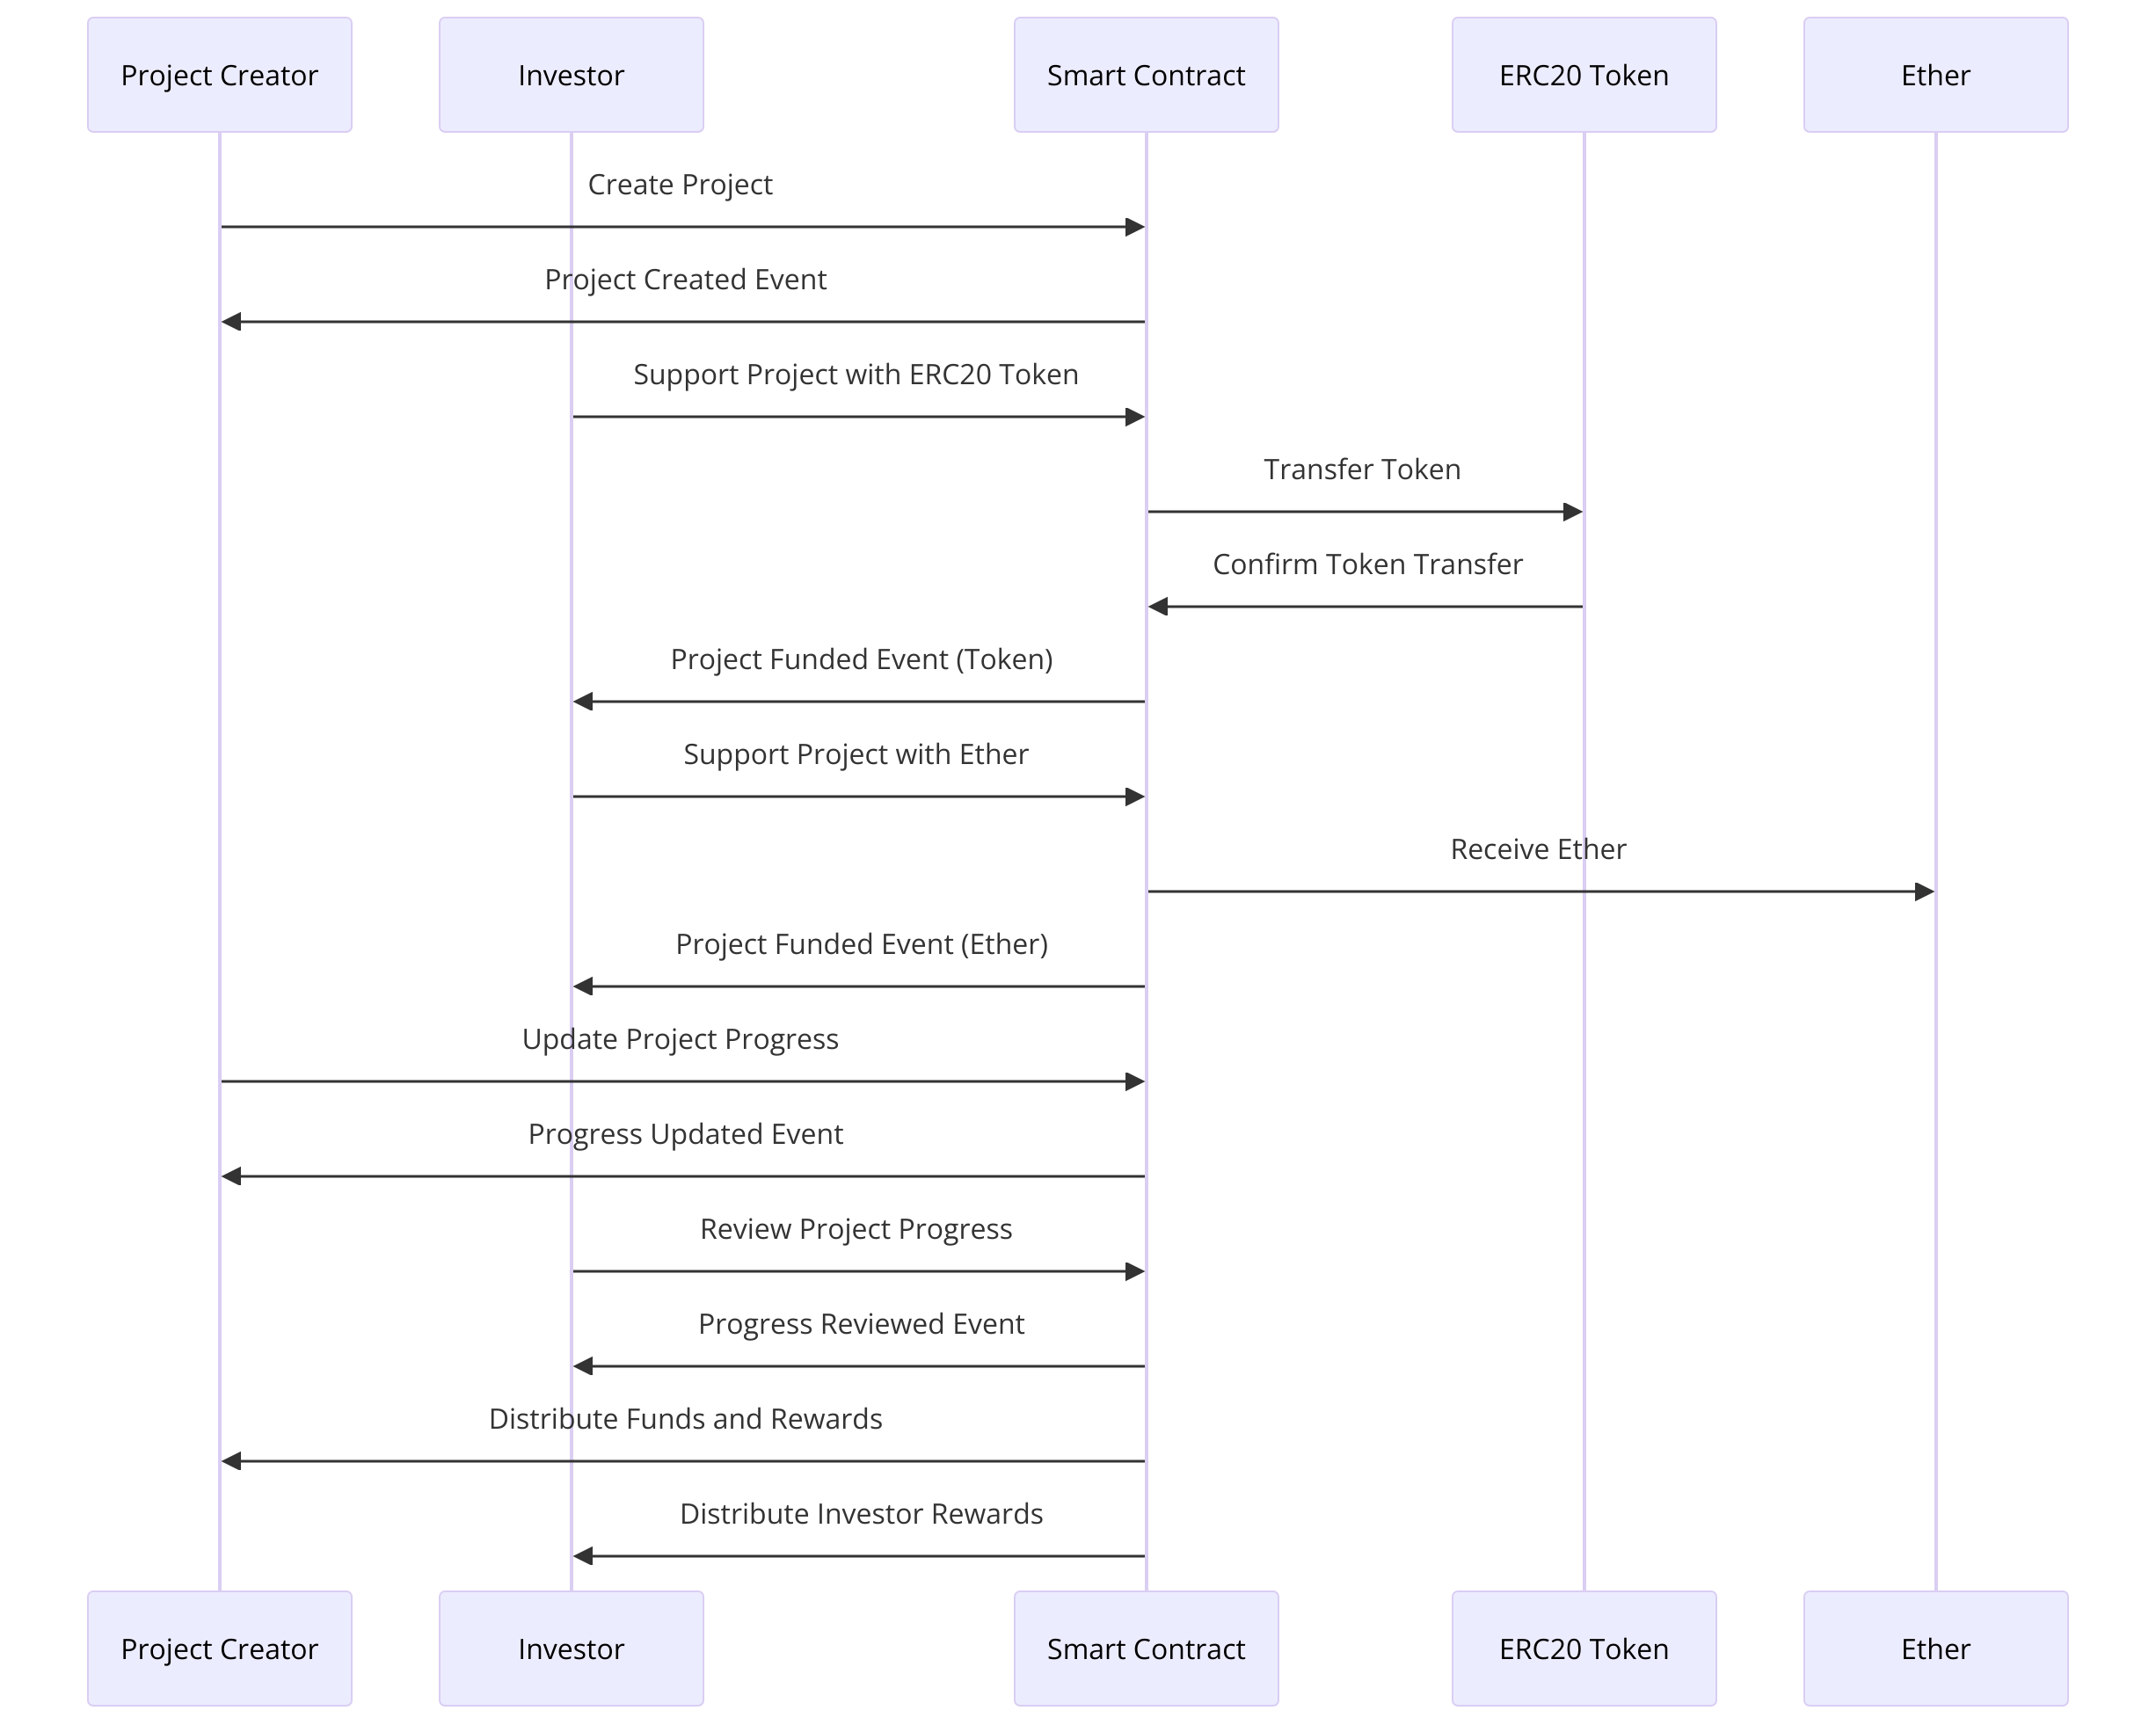 Project Creator
Investor
Smart Contract
ERC20 Token
Ether
Create Project
Project Created Event
Support Project with ERC20 Token
Transfer Token
Confirm Token Transfer
Project Funded Event (Token)
Support Project with Ether
Receive Ether
Project Funded Event (Ether)
Update Project Progress
Progress Updated Event
Review Project Progress
Progress Reviewed Event
Distribute Funds and Rewards
Distribute Investor Rewards
Project Creator
Investor
Smart Contract
ERC20 Token
Ether